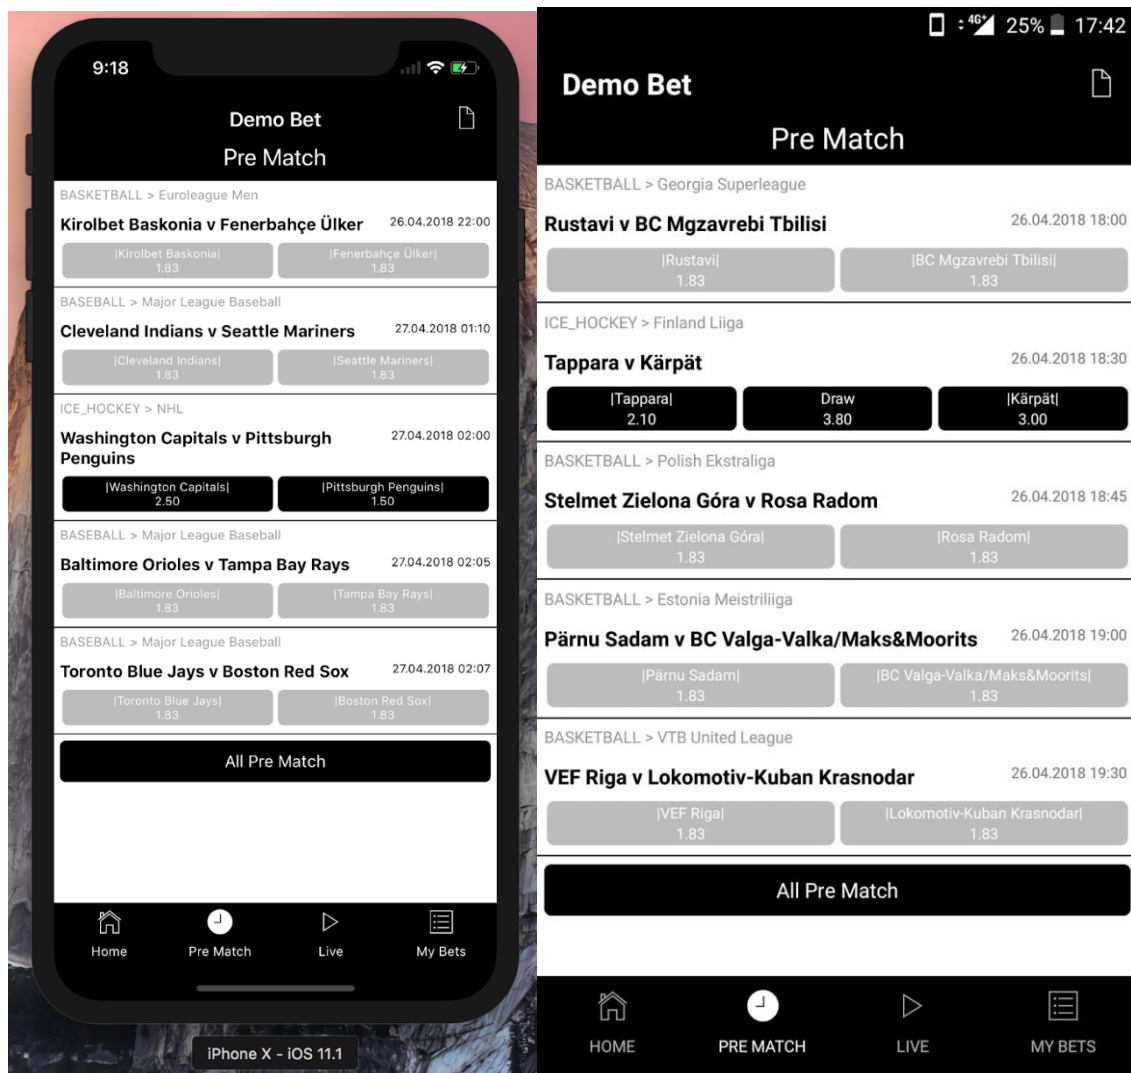 9:18
Demo Bet
Pre Match
BASKETBALL > Euroleague Men
Kirolbet Baskonia v Fenerbahçe Ülker 26.04.2018 22:00
|Kirolbet Baskonia| |Fenerbahçe Ülker|
1.83 1.83
BASEBALL > Major League Baseball
Cleveland Indians v Seattle Mariners 27.04.2018 01:10
|Cleveland Indians| |Seattle Mariners|
1.83 1.83
ICE_HOCKEY > NHL
Washington Capitals v Pittsburgh 27.04.2018 02:00
Penguins
|Washington Capitals| |Pittsburgh Penguins|
2.50 1.50
BASEBALL > Major League Baseball
Baltimore Orioles v Tampa Bay Rays 27.04.2018 02:05
|Baltimore Orioles| |Tampa Bay Rays|
1.83 1.83
BASEBALL > Major League Baseball
Toronto Blue Jays v Boston Red Sox 27.04.2018 02:07
|Toronto Blue Jays| |Boston Red Sox|
1.83 1.83
All Pre Match
Home Pre Match Live My Bets
iPhone X - iOS 11.1
4G+ 25% 17:42
Demo Bet
Pre Match
BASKETBALL > Georgia Superleague
Rustavi v BC Mgzavrebi Tbilisi 26.04.2018 18:00
|Rustavi| |BC Mgzavrebi Tbilisi|
1.83 1.83
ICE_HOCKEY > Finland Liiga
Tappara v Kärpät 26.04.2018 18:30
|Tappara| Draw |Kärpät|
2.10 3.80 3.00
BASKETBALL > Polish Ekstraliga
Stelmet Zielona Góra v Rosa Radom 26.04.2018 18:45
|Stelmet Zielona Góra| |Rosa Radom|
1.83 1.83
BASKETBALL > Estonia Meistriliiga
Pärnu Sadam v BC Valga-Valka/Maks&Moorits 26.04.2018 19:00
|Pärnu Sadam| |BC Valga-Valka/Maks&Moorits|
1.83 1.83
BASKETBALL > VTB United League
VEF Riga v Lokomotiv-Kuban Krasnodar 26.04.2018 19:30
|VEF Riga| |Lokomotiv-Kuban Krasnodar|
1.83 1.83
All Pre Match
HOME PRE MATCH LIVE MY BETS